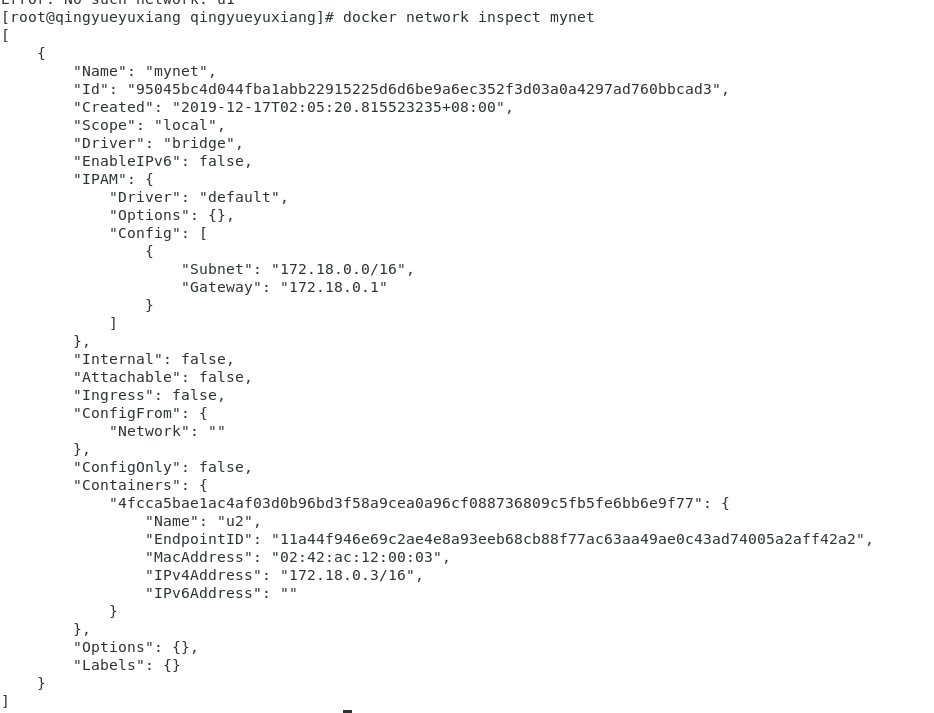 Error: No such network: u1
[root@qingyueyuxiang qingyueyuxiang]# docker network inspect mynet
[
    {
        "Name": "mynet",
        "Id": "95045bc4d044fba1abb22915225d6d6be9a6ec352f3d03a0a4297ad760bbcad3",
        "Created": "2019-12-17T02:05:20.815523235+08:00",
        "Scope": "local",
        "Driver": "bridge",
        "EnableIPv6": false,
        "IPAM": {
            "Driver": "default",
            "Options": {},
            "Config": [
                {
                    "Subnet": "172.18.0.0/16",
                    "Gateway": "172.18.0.1"
                }
            ]
        },
        "Internal": false,
        "Attachable": false,
        "Ingress": false,
        "ConfigFrom": {
            "Network": ""
        },
        "ConfigOnly": false,
        "Containers": {
            "4fcca5bae1ac4af03d0b96bd3f58a9cea0a96cf088736809c5fb5fe6bb6e9f77": {
                "Name": "u2",
                "EndpointID": "11a44f946e69c2ae4e8a93eeb68cb88f77ac63aa49ae0c43ad74005a2aff42a2",
                "MacAddress": "02:42:ac:12:00:03",
                "IPv4Address": "172.18.0.3/16",
                "IPv6Address": ""
            }
        },
        "Options": {},
        "Labels": {}
    }
]